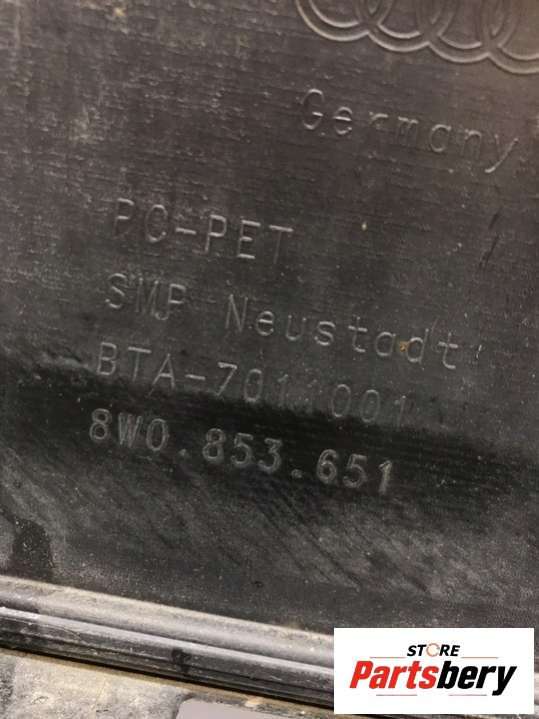 Germany
PC-PET
SMP Neustadt
BTA-7011001
8W0.853.651
STORE
Partsbery